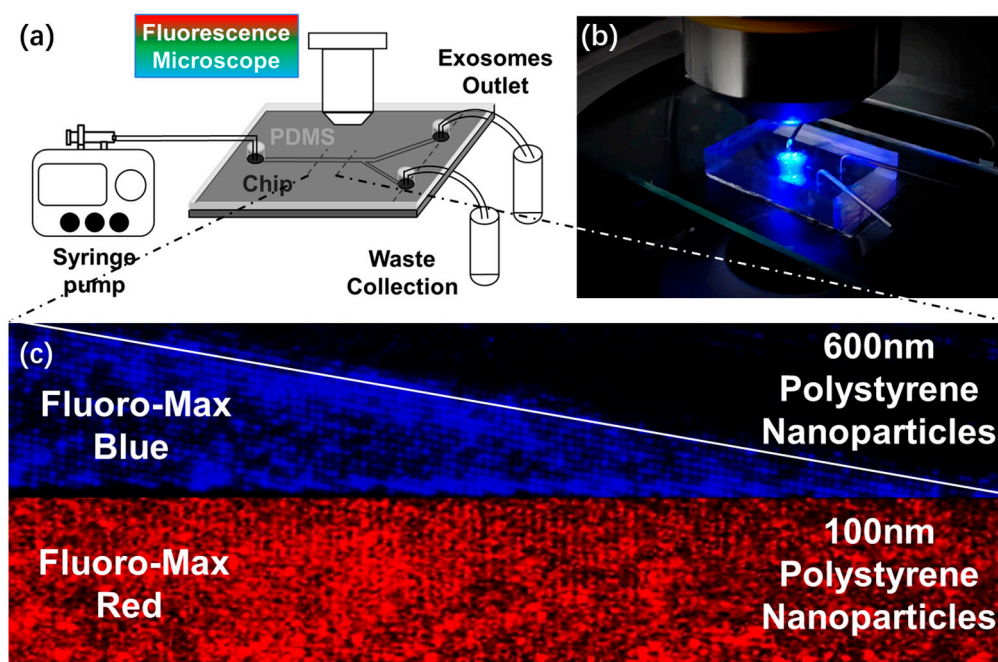 (a)
Fluorescence
Microscope
Exosomes
Outlet
PDMS
Chip
Syringe
pump
Waste
Collection
(b)
(c)
Fluoro-Max
Blue
600nm
Polystyrene
Nanoparticles
Fluoro-Max
Red
100nm
Polystyrene
Nanoparticles